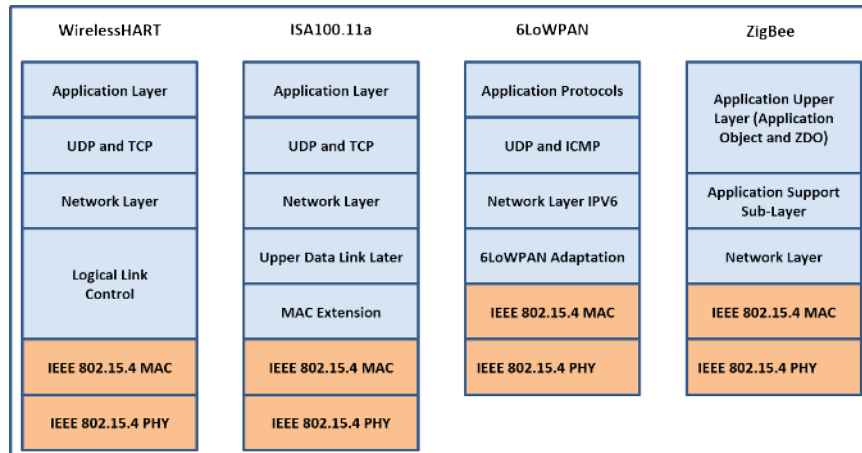 WirelessHART
Application Layer
UDP and TCP
Network Layer
Logical Link
Control
IEEE 802.15.4 MAC
IEEE 802.15.4 PHY
ISA100.11a
Application Layer
UDP and TCP
Network Layer
Upper Data Link Later
MAC Extension
IEEE 802.15.4 MAC
IEEE 802.15.4 PHY
6LoWPAN
Application Protocols
UDP and ICMP
Network Layer IPV6
6LoWPAN Adaptation
IEEE 802.15.4 MAC
IEEE 802.15.4 PHY
ZigBee
Application Upper
Layer (Application
Object and ZDO)
Application Support
Sub-Layer
Network Layer
IEEE 802.15.4 MAC
IEEE 802.15.4 PHY